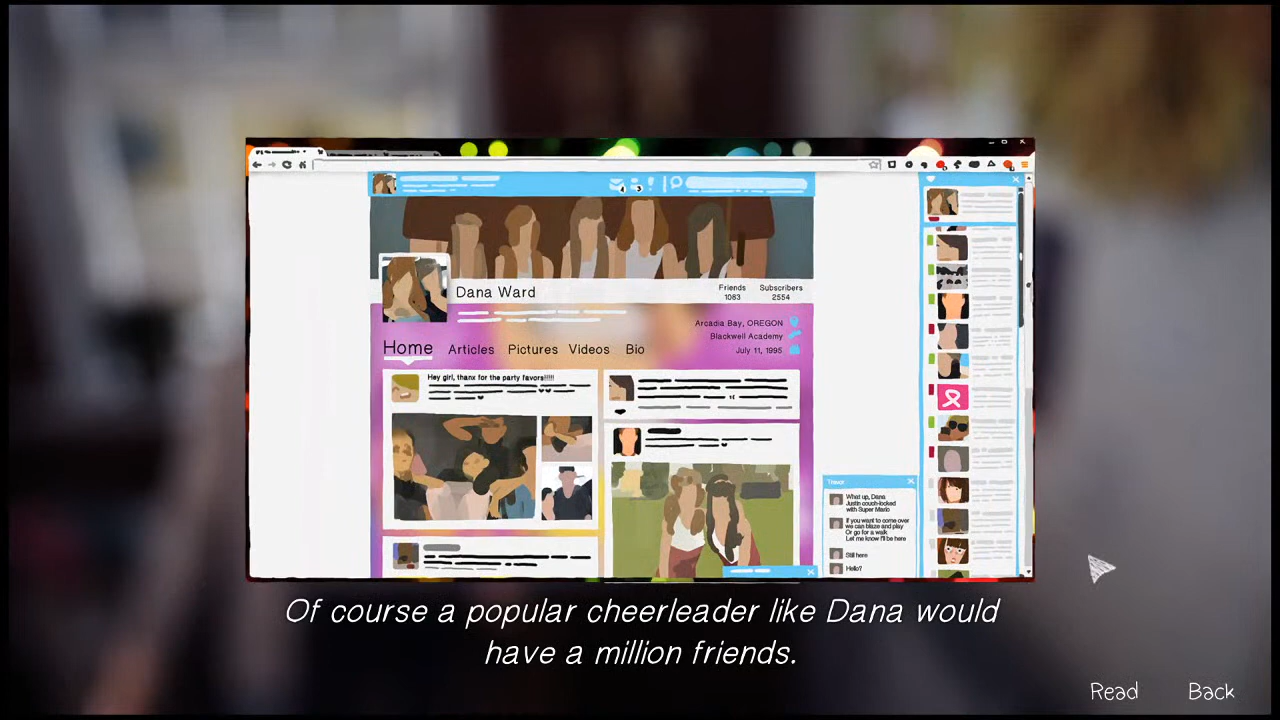 Dana Ward
Friends
1083
Subscribers
2554
Arcadia Bay, OREGON
Blackwell Academy
July 11, 1995
Home
Articles
Pictures
Videos
Bio
Hey girl, thanx for the party favors!!!!!
Trevor
What up, Dana
Justin couch-locked
with Super Mario
If you want to come over
we can blaze and play
Or go for a walk
Let me know I'll be here
Still here
Hello?
Of course a popular cheerleader like Dana would
have a million friends.
Read
Back